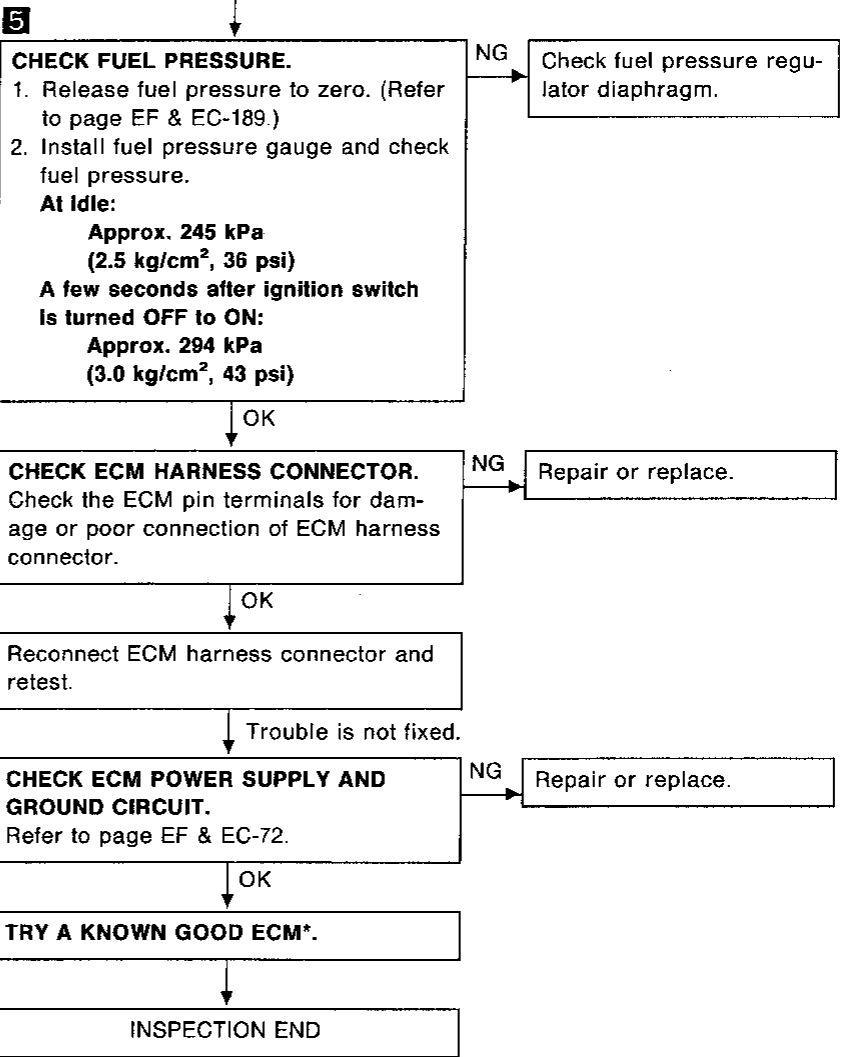 5
CHECK FUEL PRESSURE.
1. Release fuel pressure to zero. (Refer
to page EF & EC-189.)
2. Install fuel pressure gauge and check
fuel pressure.
At idle:
Approx. 245 kPa
(2.5 kg/cm², 36 psi)
A few seconds after ignition switch
is turned OFF to ON:
Approx. 294 kPa
(3.0 kg/cm², 43 psi)
NG
Check fuel pressure regu-
lator diaphragm.
OK
CHECK ECM HARNESS CONNECTOR.
Check the ECM pin terminals for dam-
age or poor connection of ECM harness
connector.
NG
Repair or replace.
OK
Reconnect ECM harness connector and
retest.
Trouble is not fixed.
CHECK ECM POWER SUPPLY AND
GROUND CIRCUIT.
Refer to page EF & EC-72.
NG
Repair or replace.
OK
TRY A KNOWN GOOD ECM*.
INSPECTION END